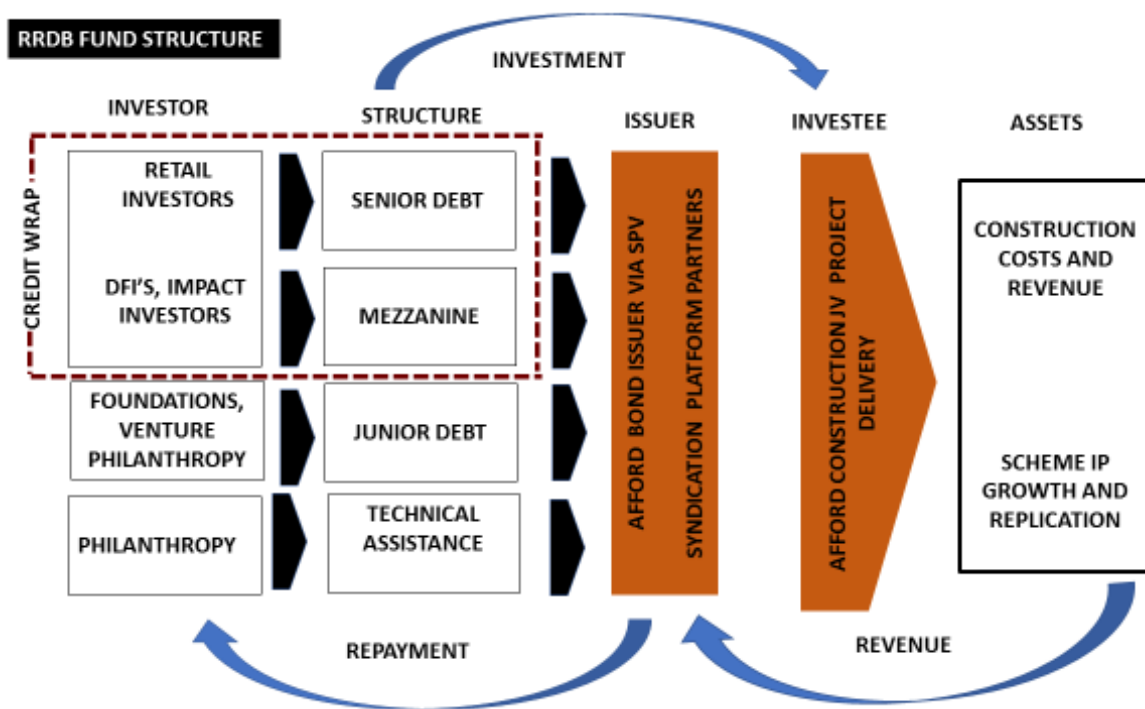 RRDB FUND STRUCTURE
INVESTMENT
INVESTOR
STRUCTURE
ISSUER
INVESTEE
ASSETS
CREDIT WRAP
RETAIL
INVESTORS
SENIOR DEBT
DFI'S, IMPACT
INVESTORS
MEZZANINE
FOUNDATIONS,
VENTURE
PHILANTHROPY
JUNIOR DEBT
PHILANTHROPY
TECHNICAL
ASSISTANCE
AFFORD BOND ISSUER VIA SPV
SYNDICATION PLATFORM PARTNERS
AFFORD CONSTRUCTION JV PROJECT
DELIVERY
CONSTRUCTION
COSTS AND
REVENUE
SCHEME IP
GROWTH AND
REPLICATION
REPAYMENT
REVENUE